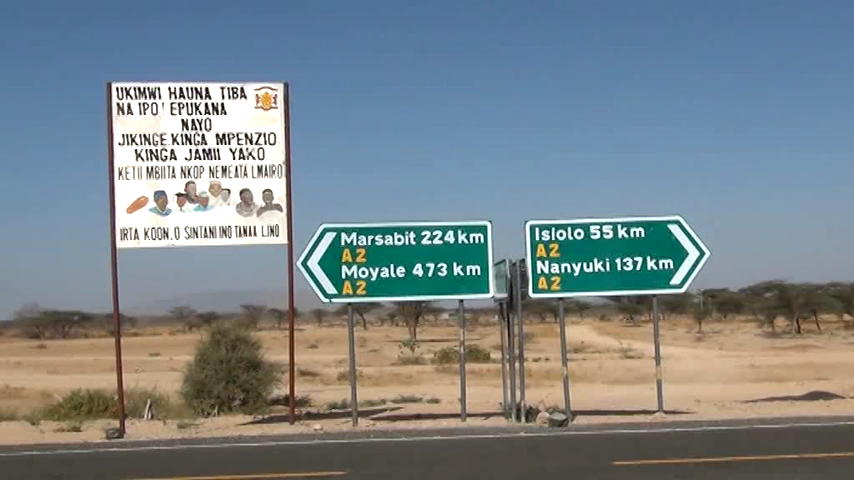 UKIMWI HAUNA TIBA
NA IPO! EPUKANA
NAYO
JIKINGE.KINGA MPENZIO
KINGA JAMII YAKO
KETII MBIITA NKOP NEMEATA LMAIRO
IRTA KOON.O SINTANI INO TANAA LINO
Marsabit 224 km
A2
Moyale 473 km
A2
Isiolo 55 km
A2
Nanyuki 137 km
A2